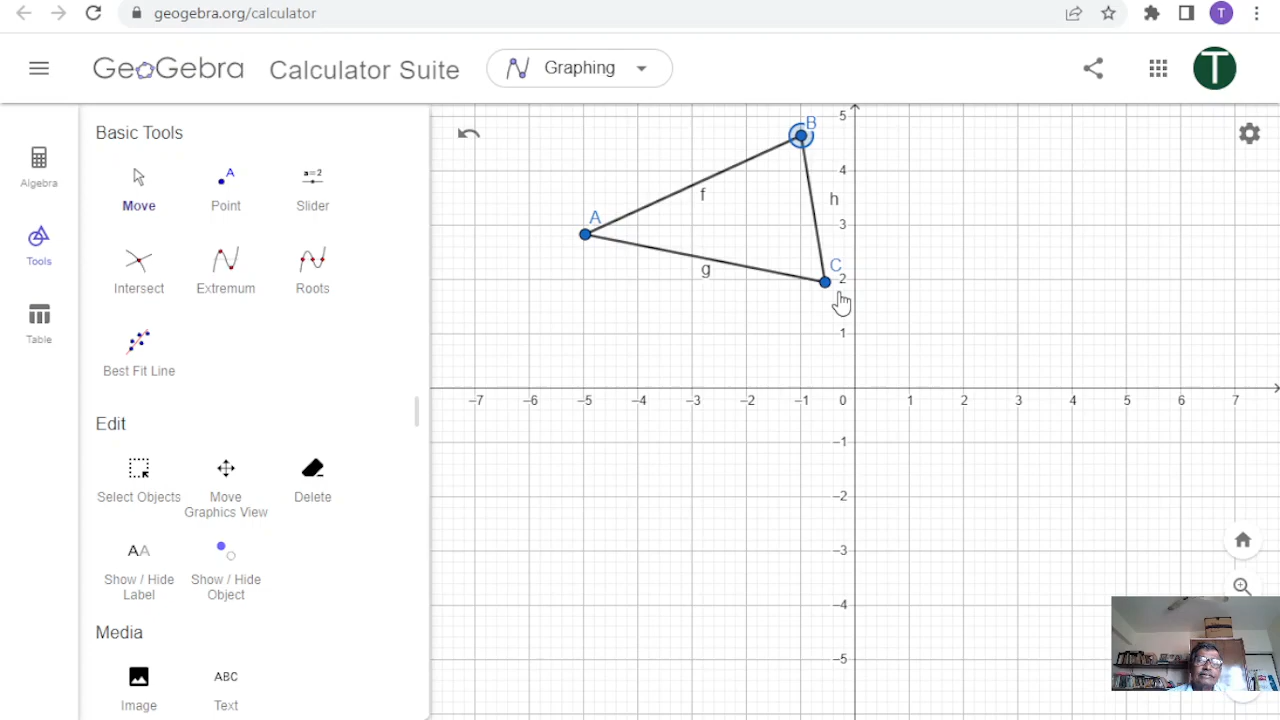 geogebra.org/calculator
T
GeoGebra
Calculator Suite
Graphing
T
Algebra
Tools
Table
Basic Tools
Move
A
Point
a=2
Slider
Intersect
Extremum
Roots
Best Fit Line
Edit
Select Objects
Move
Graphics View
Delete
AA
Show / Hide
Label
Show / Hide
Object
Media
Image
ABC
Text
A
B
C
f
g
h
5
4
3
2
1
−7 −6 −5 −4 −3 −2 −1 0 1 2 3 4 5 6 7
−1
−2
−3
−4
−5